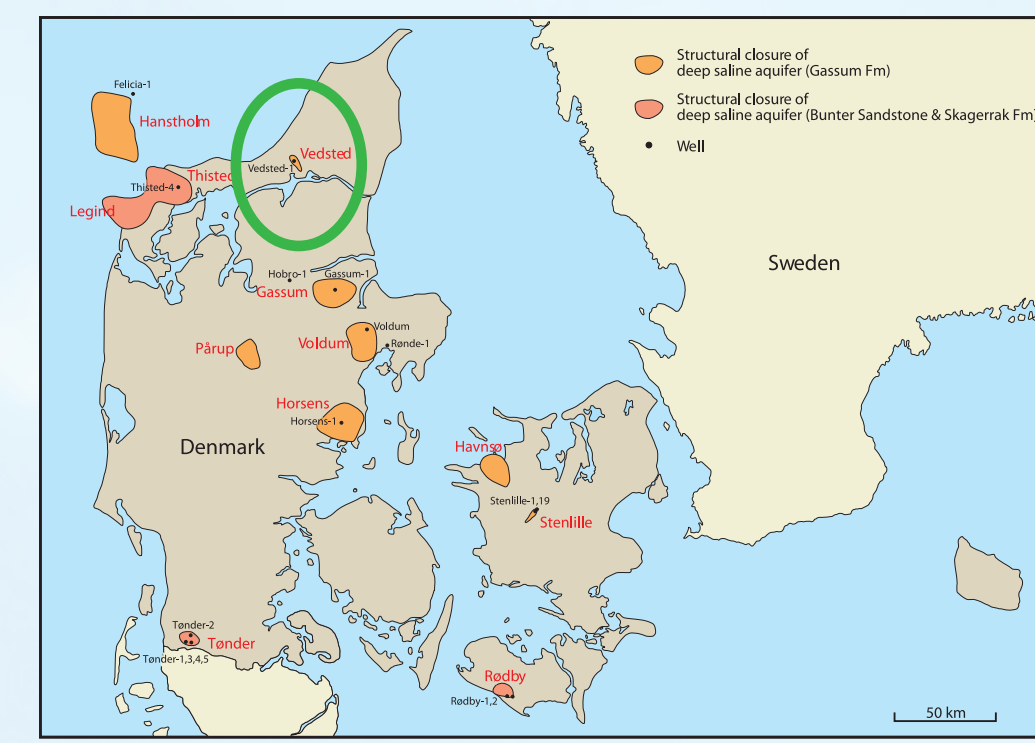 Structural closure of
deep saline aquifer (Gassum Fm)
Structural closure of
deep saline aquifer (Bunter Sandstone & Skagerrak Fm)
Well
Felicia-1
Hanstholm
Vedsted
Vedsted-1
Thisted
Thisted-4
Legind
Sweden
Hobro-1
Gassum-1
Gassum
Voldum
Voldum
Rønde-1
Pårup
Horsens
Horsens-1
Denmark
Havnsø
Stenlille-1,19
Stenlille
Tønder-2
Tønder
Tønder-1,3,4,5
Rødby
Rødby-1,2
50 km